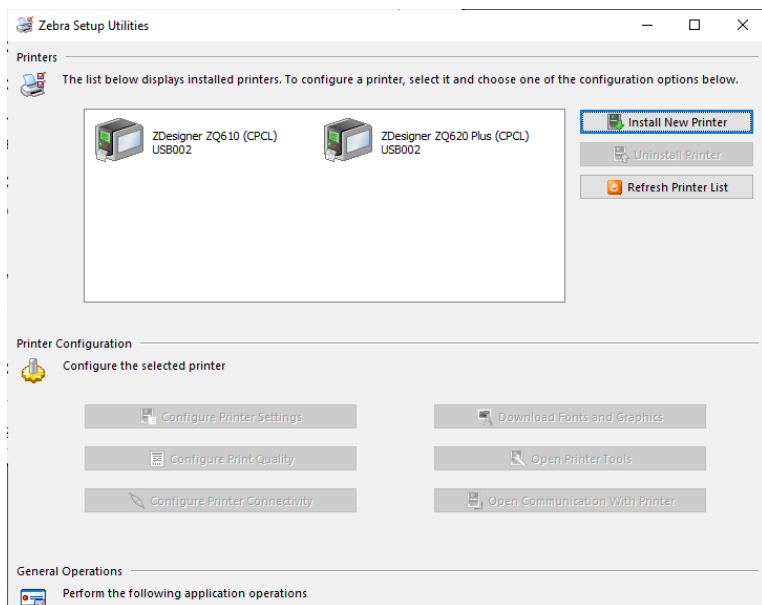 Zebra Setup Utilities
Printers
The list below displays installed printers. To configure a printer, select it and choose one of the configuration options below.
ZDesigner ZQ610 (CPCL)
USB002
ZDesigner ZQ620 Plus (CPCL)
USB002
Install New Printer
Uninstall Printer
Refresh Printer List
Printer Configuration
Configure the selected printer
Configure Printer Settings
Download Fonts and Graphics
Configure Print Quality
Open Printer Tools
Configure Printer Connectivity
Open Communication With Printer
General Operations
Perform the following application operations